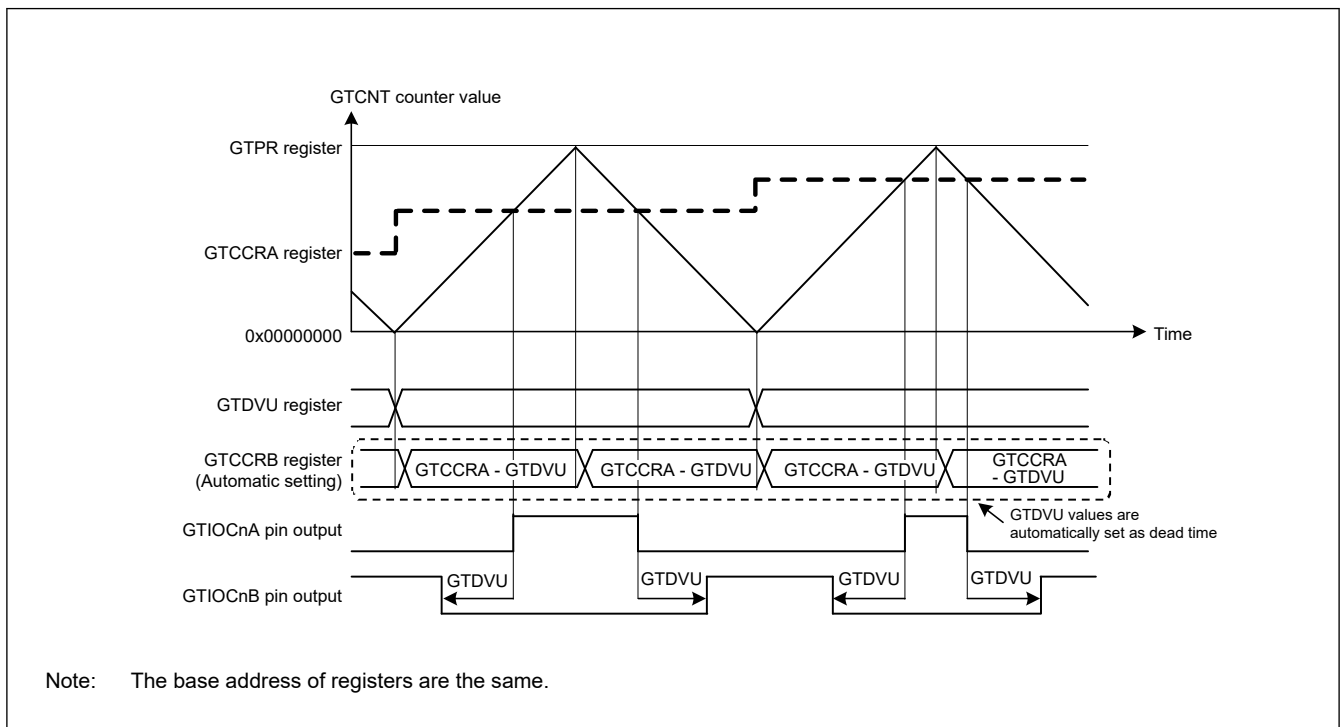 GTCNT counter value
GTPR register
GTCCRA register
0x00000000
Time
GTDVU register
GTCCRB register
(Automatic setting)
GTCCRA - GTDVU
GTCCRA - GTDVU
GTCCRA - GTDVU
GTCCRA
- GTDVU
GTIOCnA pin output
GTDVU values are
automatically set as dead time
GTIOCnB pin output
GTDVU
GTDVU
GTDVU
GTDVU
Note: The base address of registers are the same.